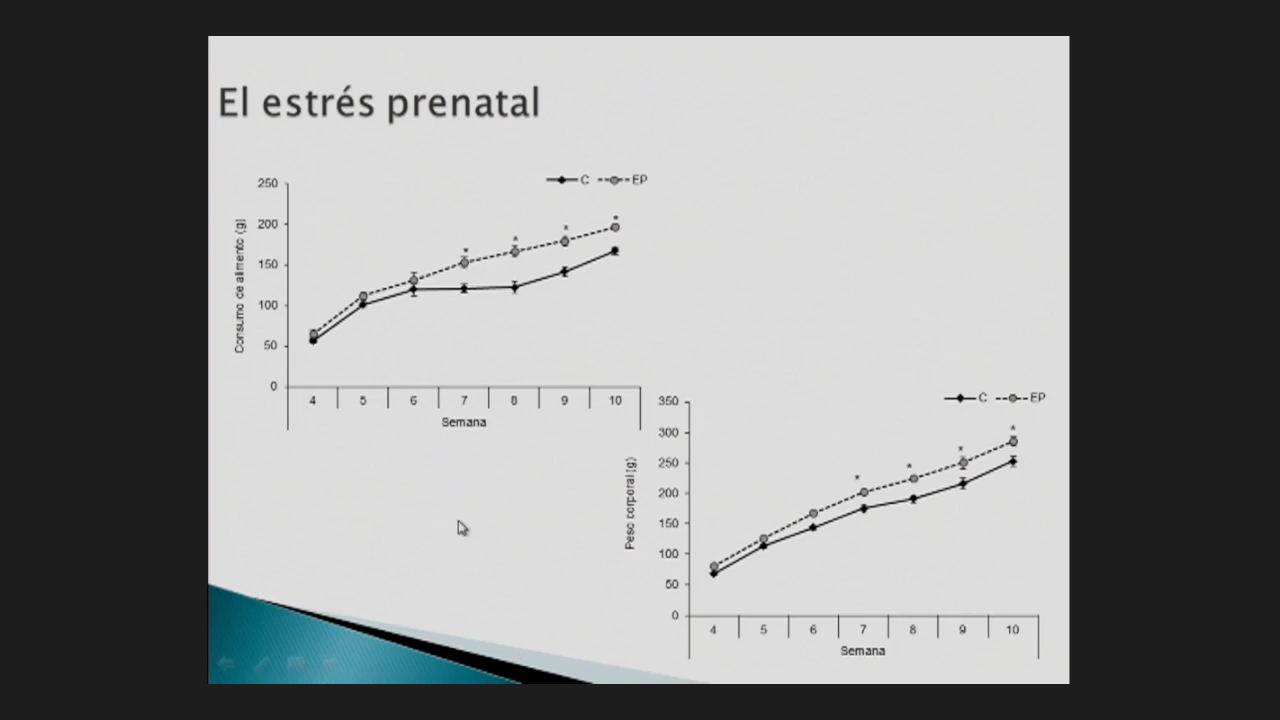 El estrés prenatal
C EP
Consumo de alimento (g)
250
200
150
100
50
0
4 5 6 7 8 9 10
* * * *
Semana
C EP
Peso corporal (g)
350
300
250
200
150
100
50
0
4 5 6 7 8 9 10
* * * *
Semana